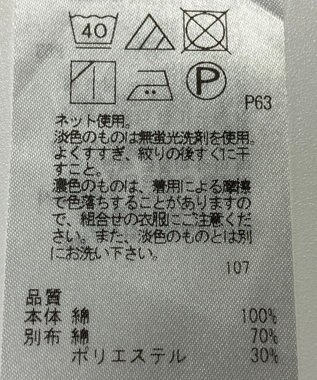 40
P
P63
ネット使用。
淡色のものは無蛍光洗剤を使用。
よくすすぎ、絞りの後すぐに干
すこと。
濃色のものは、着用による摩擦
で色落ちすることがありますの
で、組合せの衣服にご注意くだ
さい。また、淡色のものとは別
にお洗い下さい。
107
品質
本体 綿 100%
別布 綿 70%
ポリエステル 30%